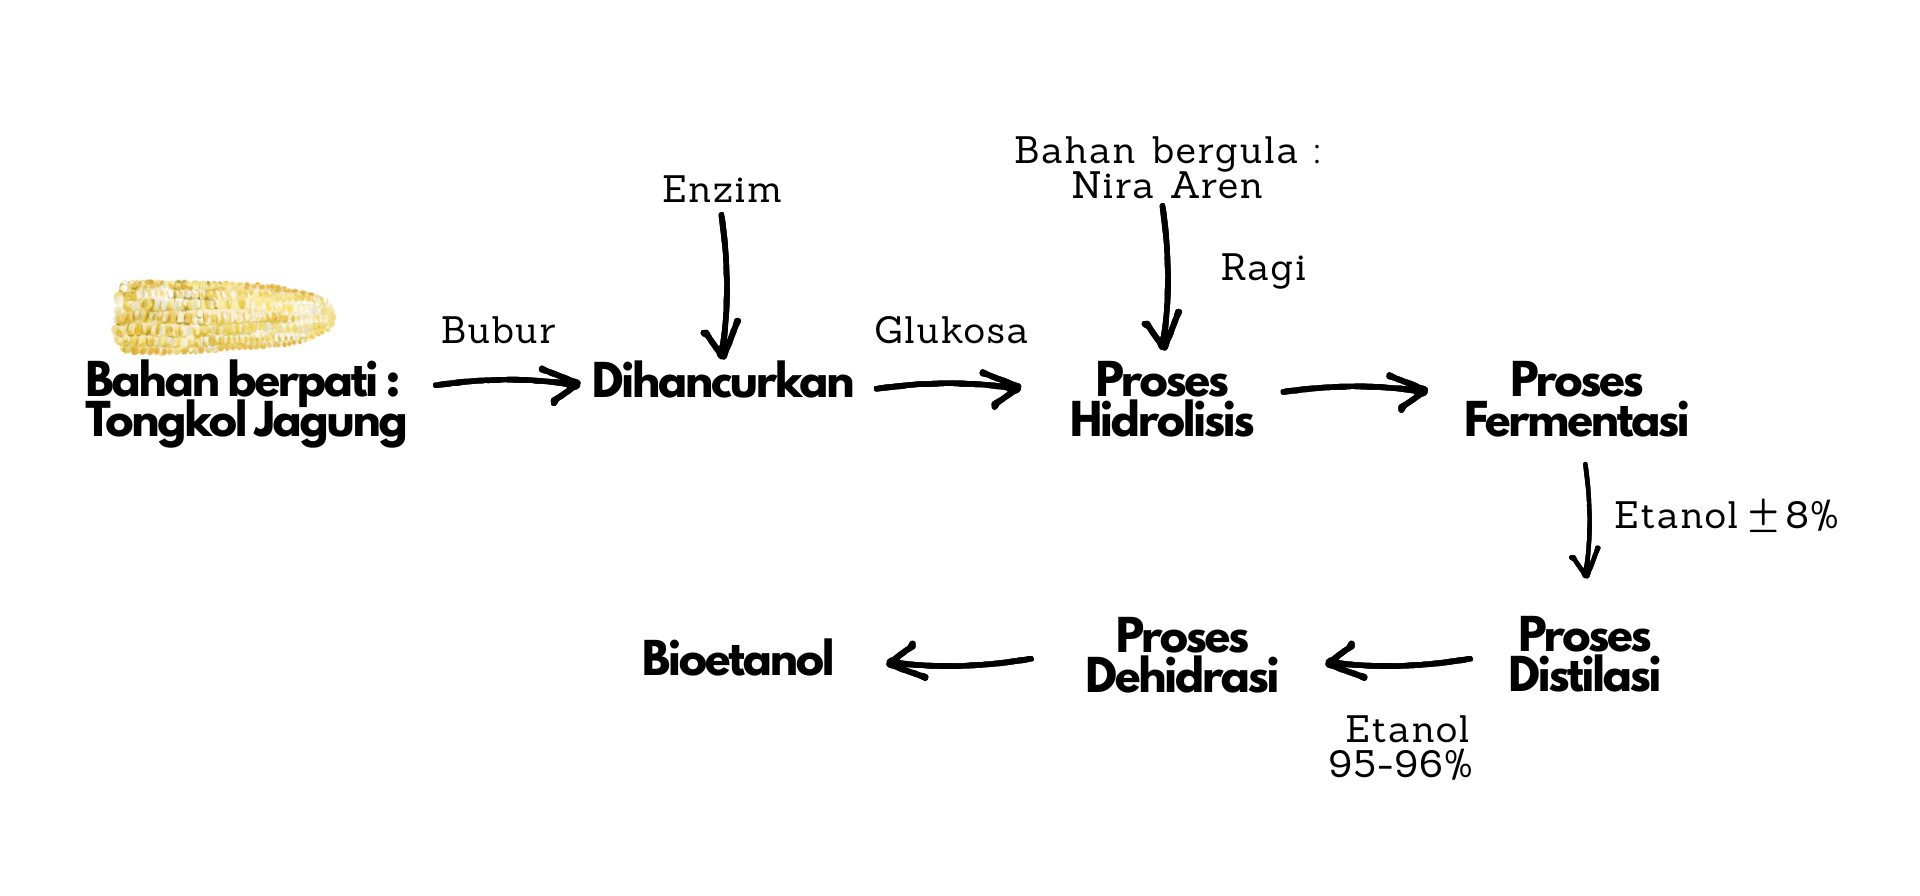 Bahan berpati :
Tongkol Jagung
Bubur
Enzim
Dihancurkan
Glukosa
Bahan bergula :
Nira Aren
Ragi
Proses
Hidrolisis
Proses
Fermentasi
Etanol ± 8%
Proses
Distilasi
Etanol
95-96%
Proses
Dehidrasi
Bioetanol